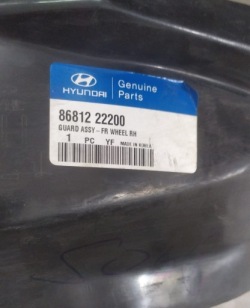 HYUNDAI
Genuine
Parts
86812 22200
GUARD ASSY-FR WHEEL RH
1 PC YF MADE IN KOREA